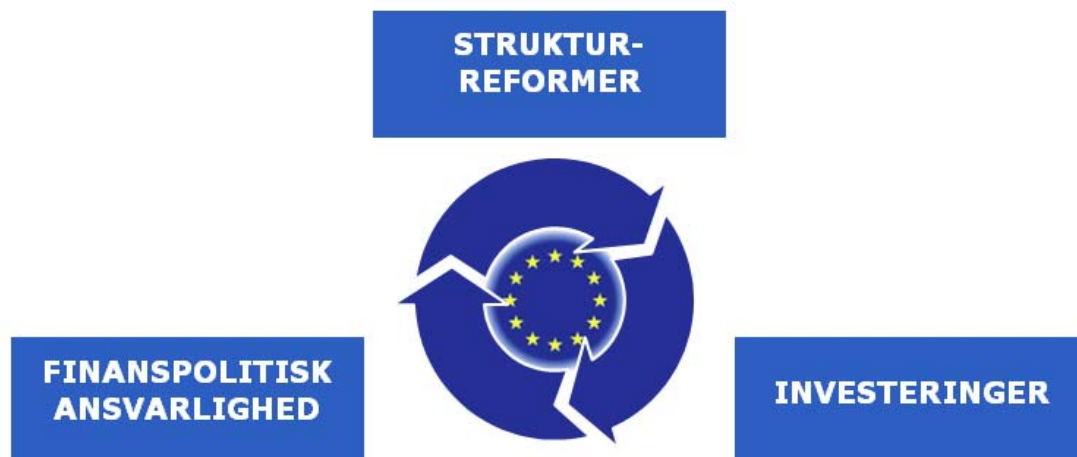 STRUKTUR-
REFORMER
FINANSPOLITISK
ANSVARLIGHED
INVESTERINGER